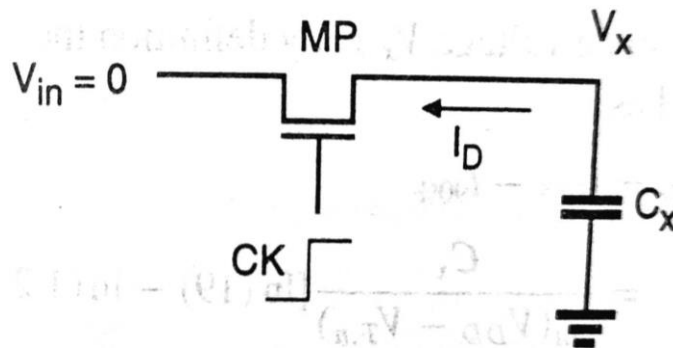 MP
V_x
V_in = 0
I_D
C_x
CK